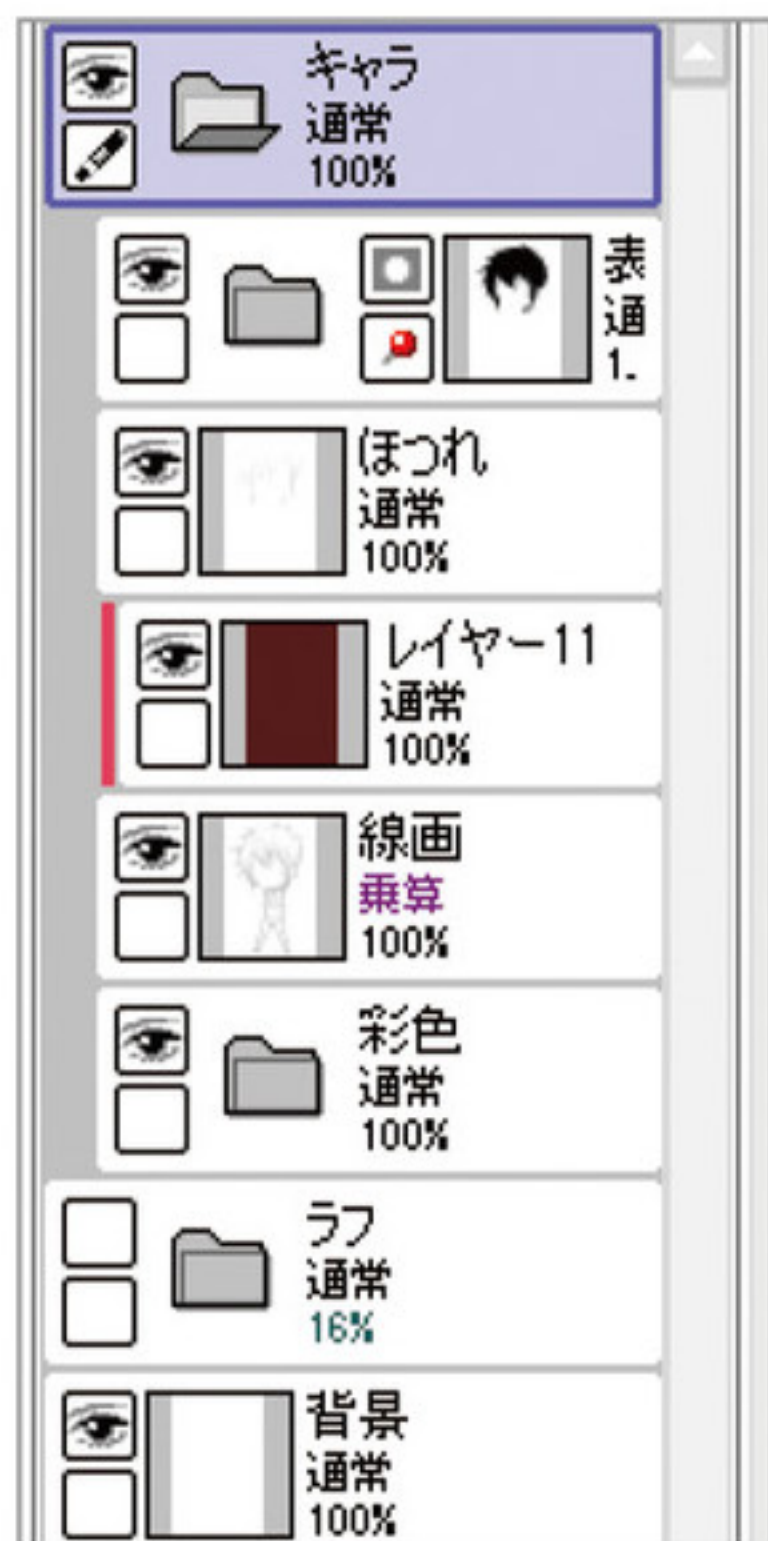 キャラ
通常
100%
表
通
1.
ほつれ
通常
100%
レイヤー11
通常
100%
線画
乗算
100%
彩色
通常
100%
ラフ
通常
16%
背景
通常
100%